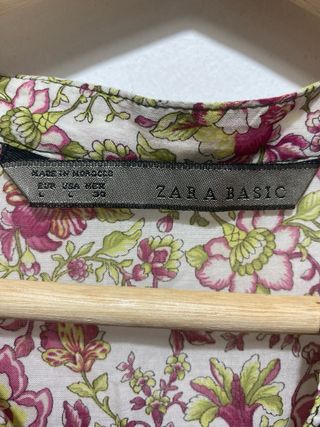 MADE IN MOROCCO
EUR USA MEX
L L 30
ZARA BASIC